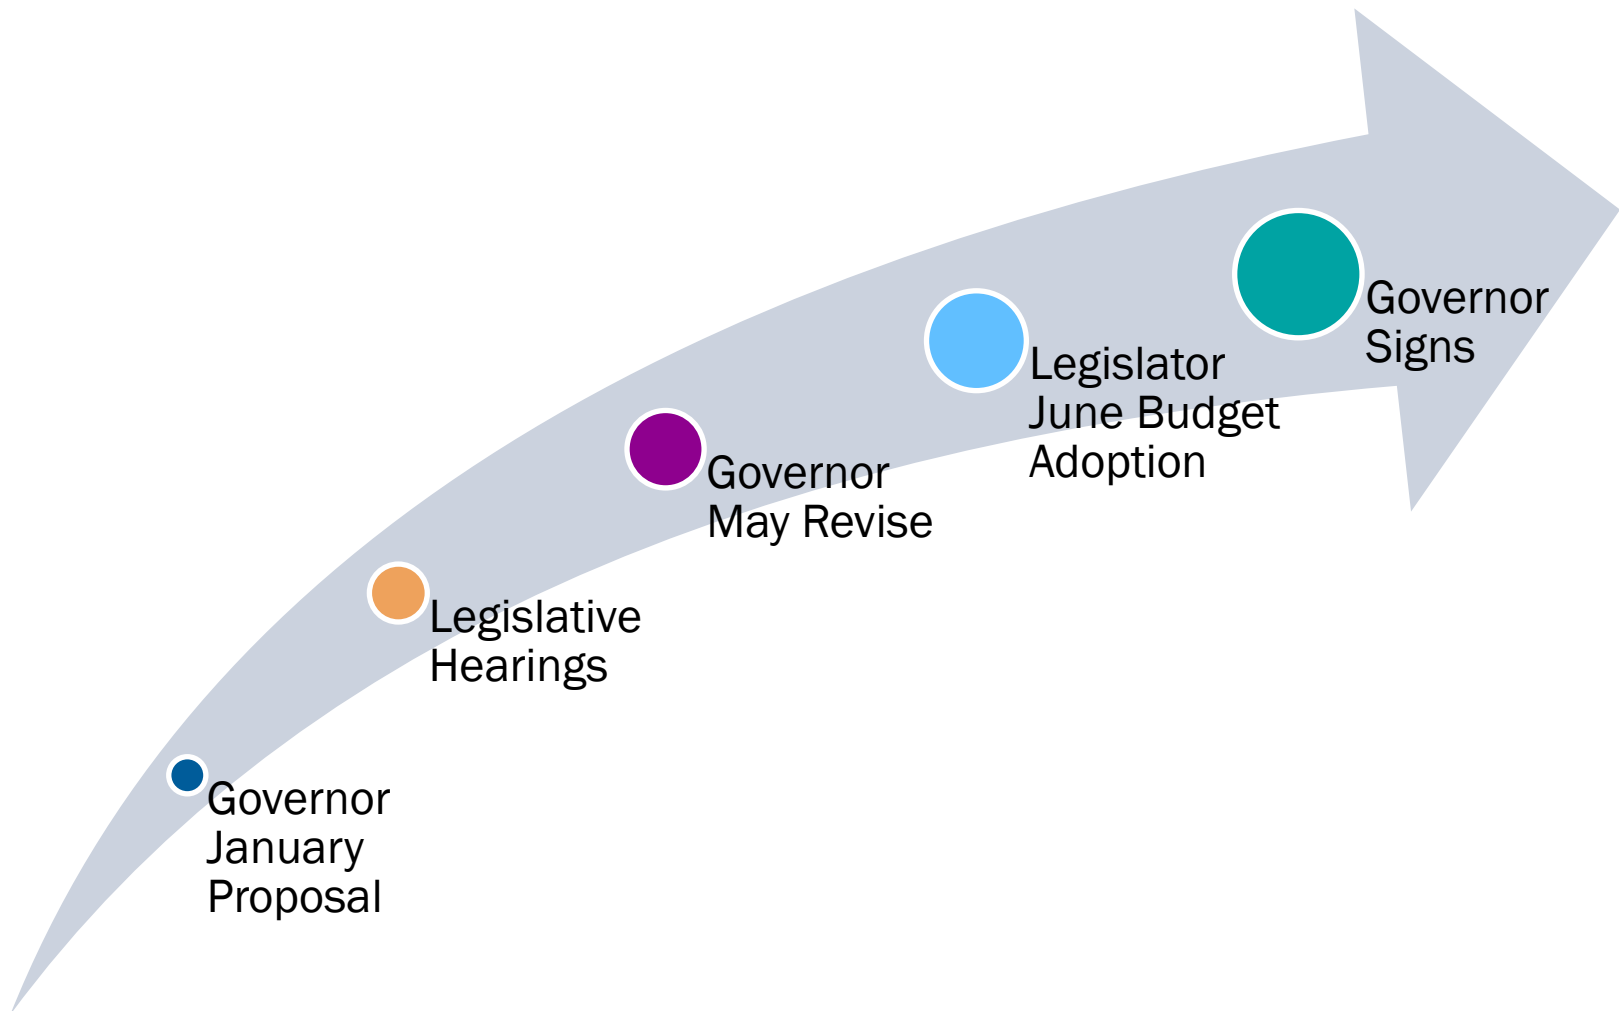 Governor
January
Proposal
Legislative
Hearings
Governor
May Revise
Legislator
June Budget
Adoption
Governor
Signs